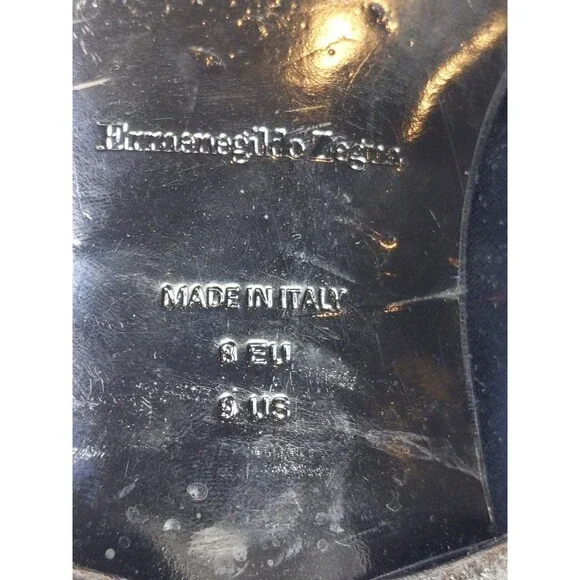 Ermenegildo Zegna
MADE IN ITALY
8 EU
9 US